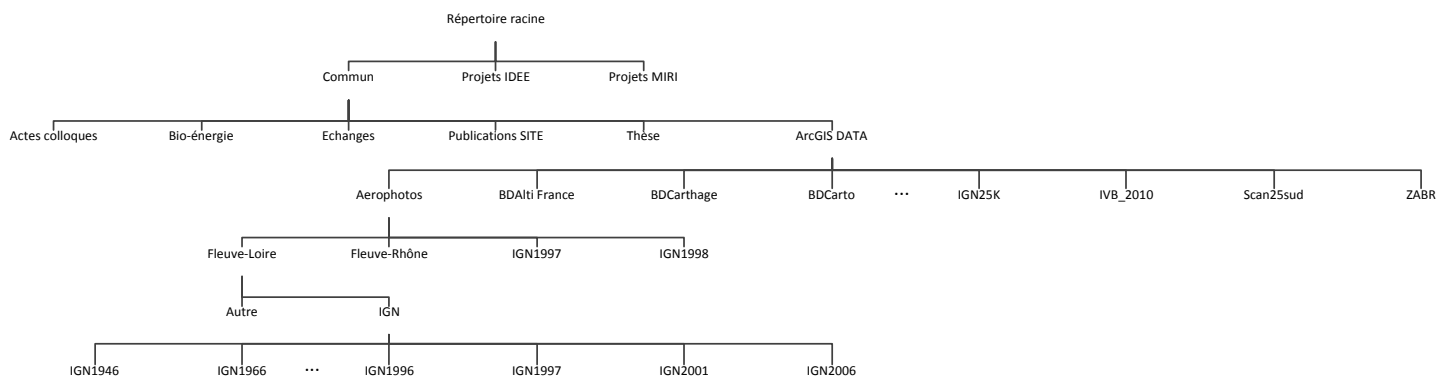 Répertoire racine
Commun Projets IDEE Projets MIRI
Actes colloques Bio-énergie Echanges Publications SITE Thèse ArcGIS DATA
Aerophotos BDAlti France BDCarthage BDCarto ... IGN25K IVB_2010 Scan25sud ZABR
Fleuve-Loire Fleuve-Rhône IGN1997 IGN1998
Autre IGN
IGN1946 IGN1966 ... IGN1996 IGN1997 IGN2001 IGN2006